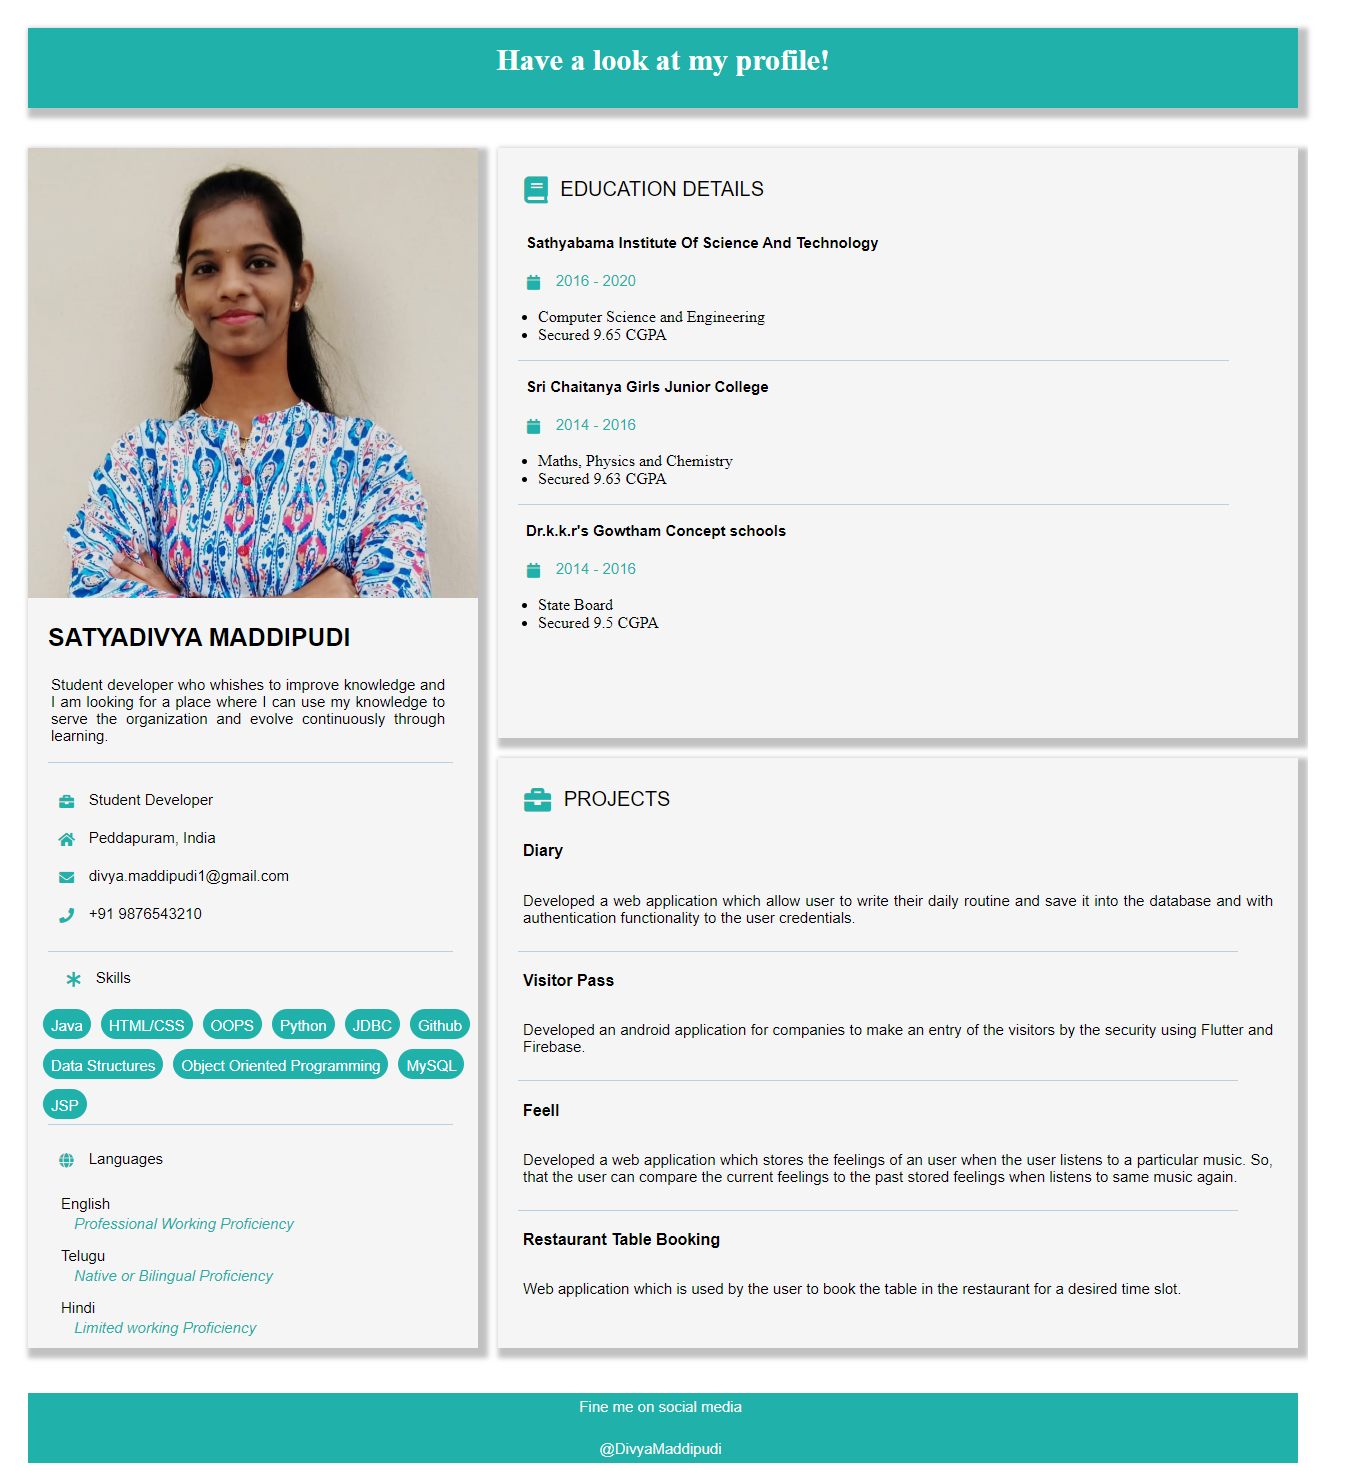 Have a look at my profile!
SATYADIVYA MADDIPUDI
Student developer who whishes to improve knowledge and
I am looking for a place where I can use my knowledge to
serve the organization and evolve continuously through
learning.
Student Developer
Peddapuram, India
divya.maddipudi1@gmail.com
+91 9876543210
Skills
Java HTML/CSS OOPS Python JDBC Github
Data Structures Object Oriented Programming MySQL
JSP
Languages
English
Professional Working Proficiency
Telugu
Native or Bilingual Proficiency
Hindi
Limited working Proficiency
EDUCATION DETAILS
Sathyabama Institute Of Science And Technology
2016 - 2020
• Computer Science and Engineering
• Secured 9.65 CGPA
Sri Chaitanya Girls Junior College
2014 - 2016
• Maths, Physics and Chemistry
• Secured 9.63 CGPA
Dr.k.k.r's Gowtham Concept schools
2014 - 2016
• State Board
• Secured 9.5 CGPA
PROJECTS
Diary
Developed a web application which allow user to write their daily routine and save it into the database and with
authentication functionality to the user credentials.
Visitor Pass
Developed an android application for companies to make an entry of the visitors by the security using Flutter and
Firebase.
Feell
Developed a web application which stores the feelings of an user when the user listens to a particular music. So,
that the user can compare the current feelings to the past stored feelings when listens to same music again.
Restaurant Table Booking
Web application which is used by the user to book the table in the restaurant for a desired time slot.
Fine me on social media
@DivyaMaddipudi